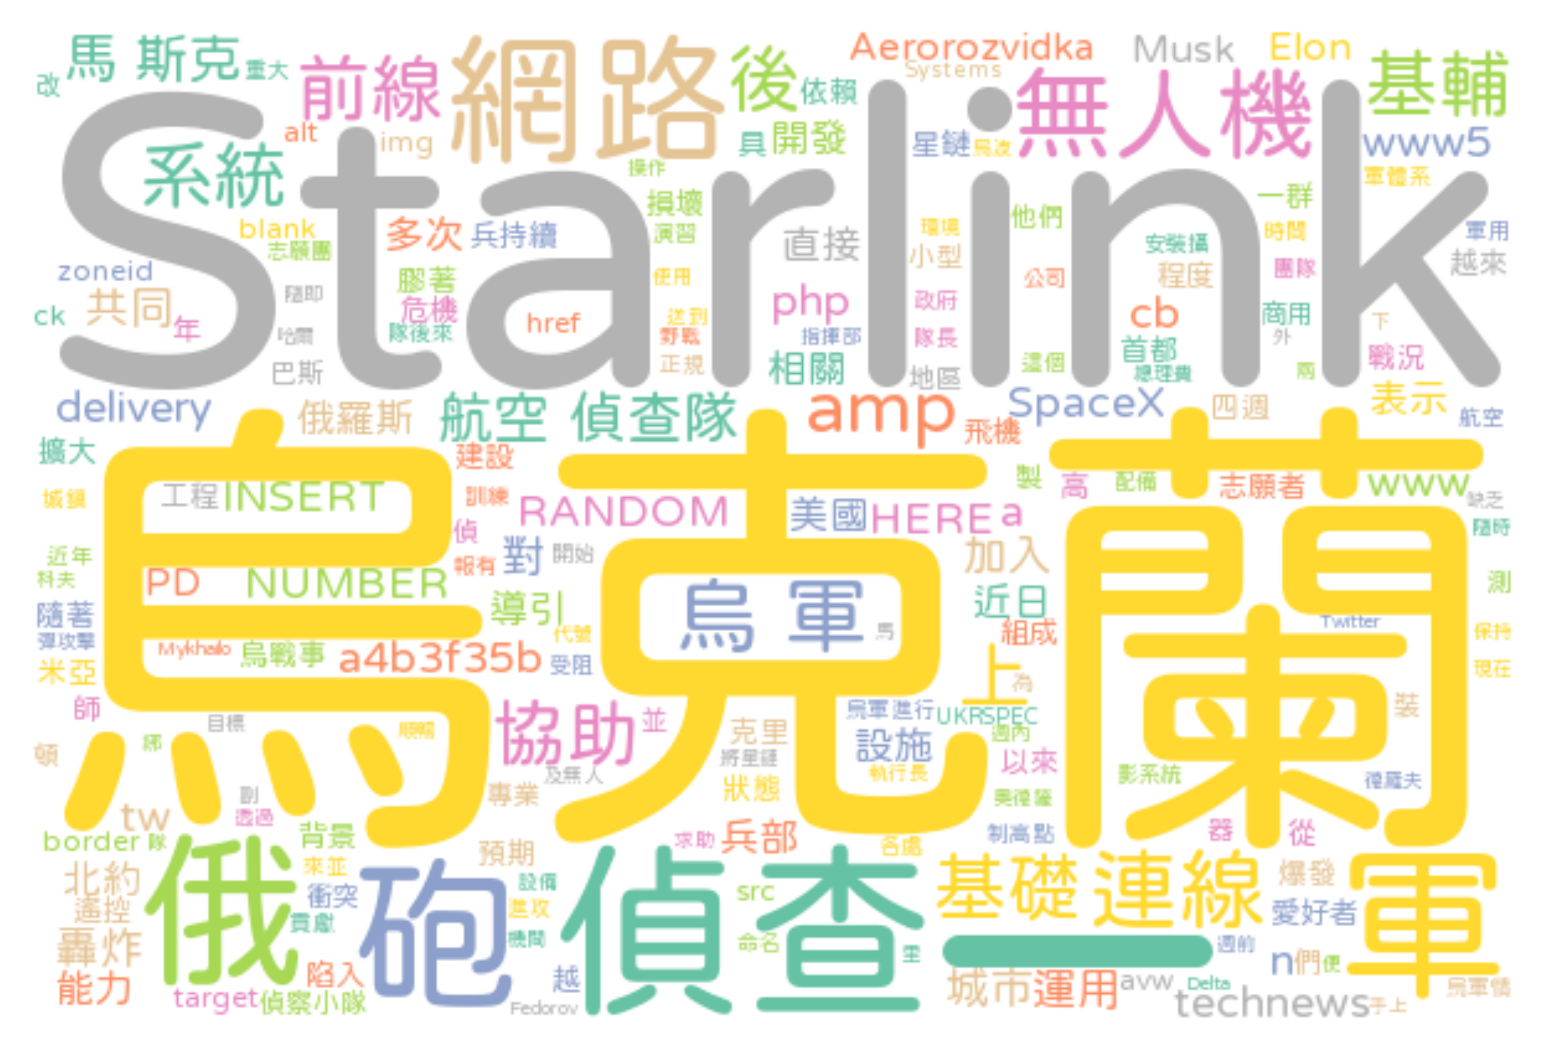 馬 斯克
重大
前線
網路
後
Aerorozvidka
Musk
Elon
Systems
基輔
改
依賴
無人機
alt
img
具
開發
星鏈
www5
系統
Starlink
操作
軍體系
一群
損壞
他們
blank
志願團
多次
兵持續
演習
直接
環境
小型
安裝攝
時間
軍用
越來
zoneid
膠著
使用
公司
程度
團隊
共同
隨即
危機
php
政府
cb
商用
ck
年
href
送到
隊後來
野戰
指揮部
隊長
外
下
哈爾
首都
戰況
巴斯
正規
相關
地區
這個
總理費
兩
delivery
俄羅斯
航空 偵查隊
amp
SpaceX
四週
表示
飛機
航空
擴大
建設
製
高
配備
志願者
www
缺乏
城鎮
工程
INSERT
訓練
RANDOM
美國
HERE
a
隨時
偵
近年
報有
對
開始
加入
科夫
PD
NUMBER
烏克蘭
烏 軍
近日
測
隨著
導引
馬
組成
Twitter
保持
彈攻擊
代號
Mykhailo
烏戰事
a4b3f35b
受阻
米亞
上
為
現在
師
目標
協助
並
烏軍進行
UKRSPEC
裝
克里
週內
頓
將星鏈
設施
以來
及無人
執行長
影系統
德羅夫
專業
狀態
奧德薩
副
tw
透過
border
隊
背景
求助
兵部
各處
制高點
器
從
俄
砲
偵查
基礎
連線
軍
來並
預期
北約
爆發
衝突
設備
src
遙控
進攻
愛好者
貢獻
轟炸
機閘
命名
里
一
週前
陷入
越
n
們
便
能力
城市
運用
avw
Delta
烏軍情
target
偵察小隊
Fedorov
technews
手上